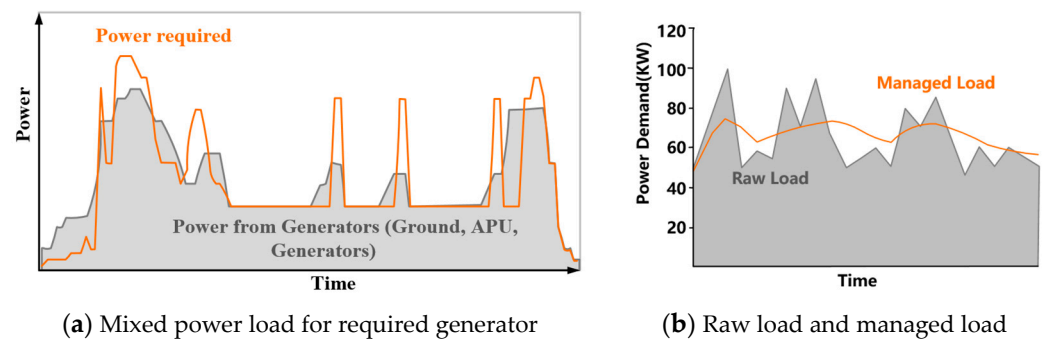 Power required
Power
Power from Generators (Ground, APU,
Generators)
Time
(a) Mixed power load for required generator
120
100
80
60
40
20
Power Demand(KW)
Managed Load
Raw Load
Time
(b) Raw load and managed load